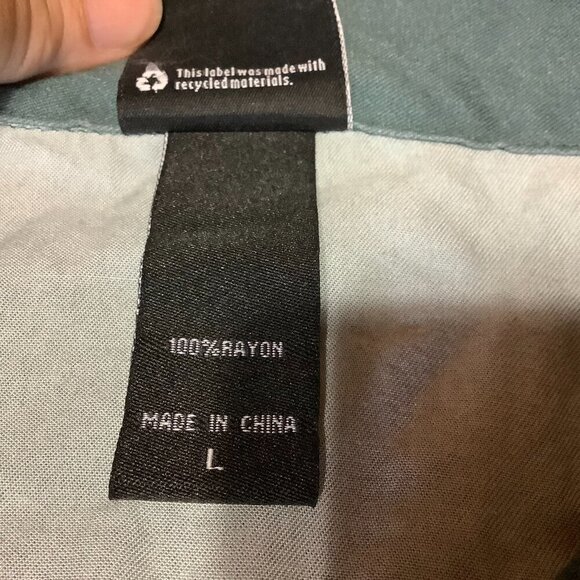 This label was made with
recycled materials.
100%RAYON
MADE IN CHINA
L